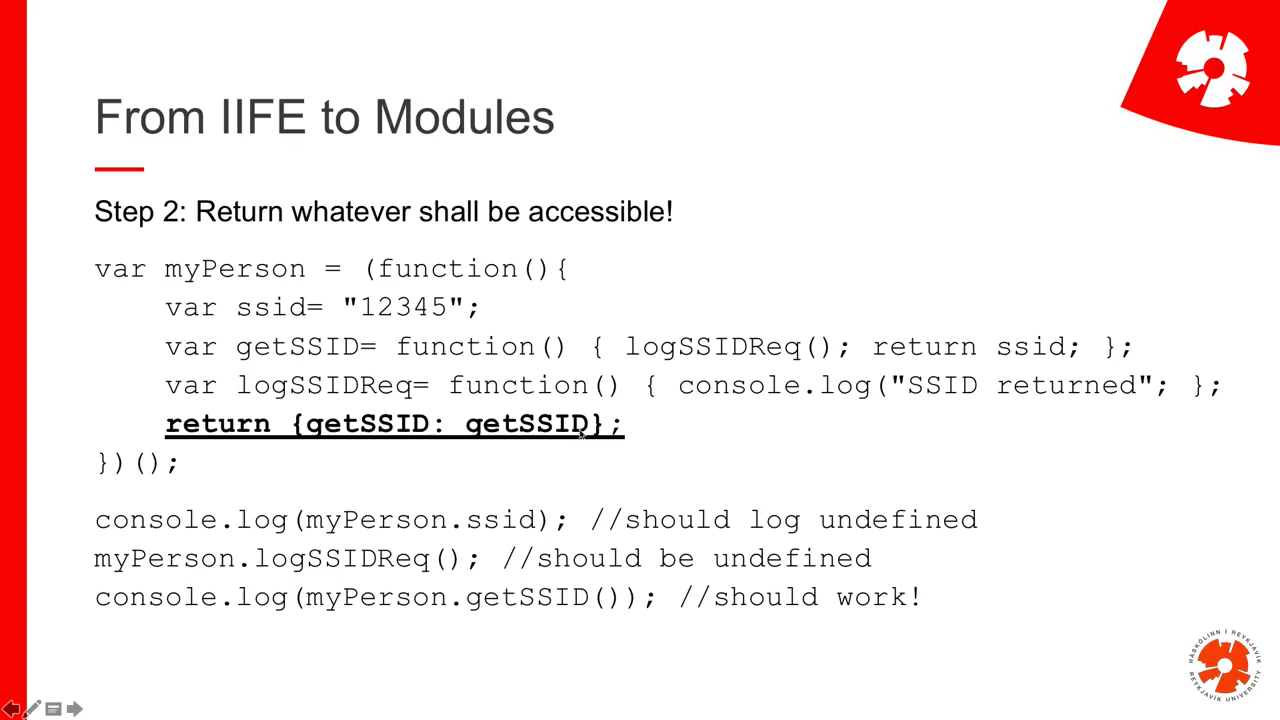 From IIFE to Modules
Step 2: Return whatever shall be accessible!
var myPerson = (function(){
var ssid= "12345";
var getSSID= function() { logSSIDReq(); return ssid; };
var logSSIDReq= function() { console.log("SSID returned"; };
return {getSSID: getSSID};
})();
console.log(myPerson.ssid); //should log undefined
myPerson.logSSIDReq(); //should be undefined
console.log(myPerson.getSSID()); //should work!
HÁSKÓLINN Í REYKJAVÍK
REYKJAVÍK UNIVERSITY